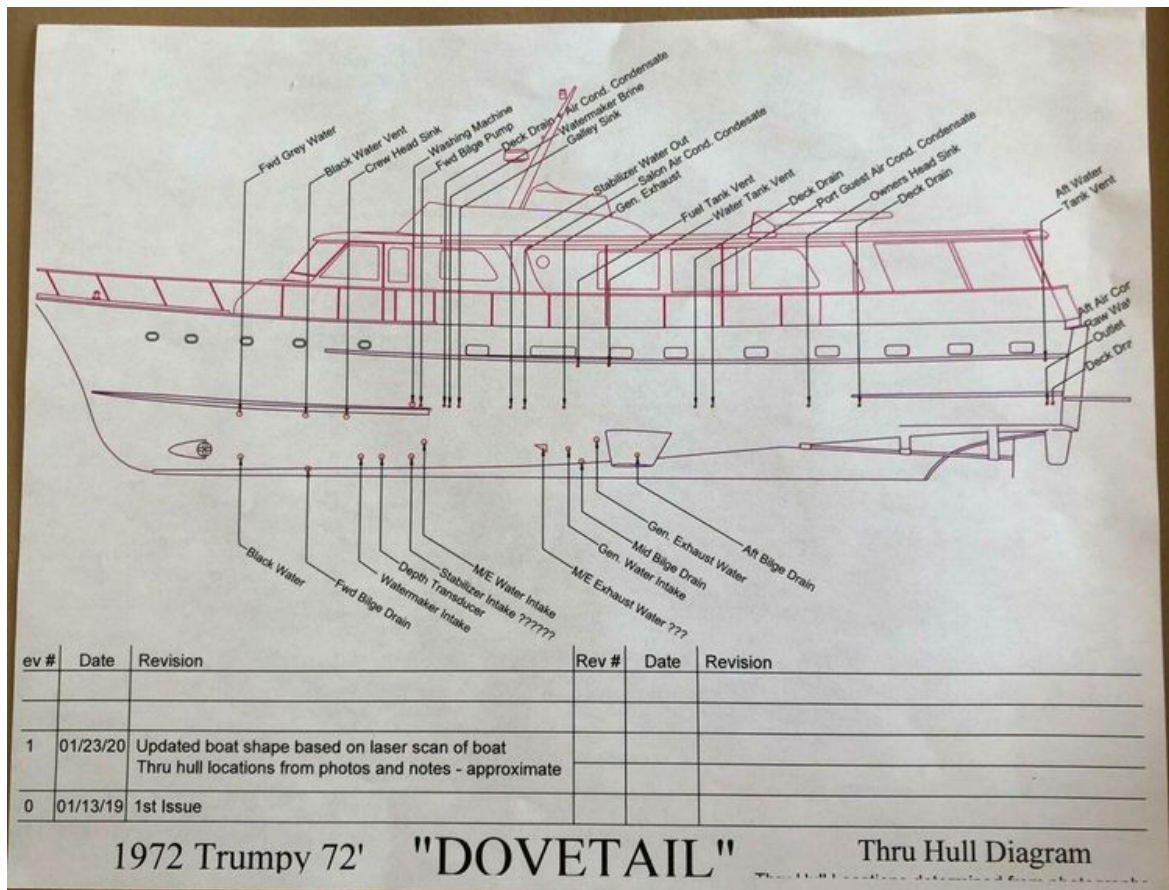 Fwd Grey Water
Black Water Vent
Crew Head Sink
Washing Machine
Fwd Bilge Pump
Deck Drain + Air Cond. Condensate
Watermaker Brine
Galley Sink
Stabilizer Water Out
Salon Air Cond. Condesate
Gen. Exhaust
Fuel Tank Vent
Water Tank Vent
Deck Drain
Port Guest Air Cond. Condensate
Owners Head Sink
Deck Drain
Aft Water
Tank Vent
Aft Air Cor
Raw Wat
Outlet
Deck Dra
Black Water
Fwd Bilge Drain
Watermaker Intake
Depth Transducer
Stabilizer Intake ??????
M/E Water Intake
M/E Exhaust Water ???
Gen. Water Intake
Mid Bilge Drain
Gen. Exhaust Water
Aft Bilge Drain
ev # Date Revision Rev # Date Revision
1 01/23/20 Updated boat shape based on laser scan of boat
Thru hull locations from photos and notes - approximate
0 01/13/19 1st Issue
1972 Trumpy 72' "DOVETAIL" Thru Hull Diagram